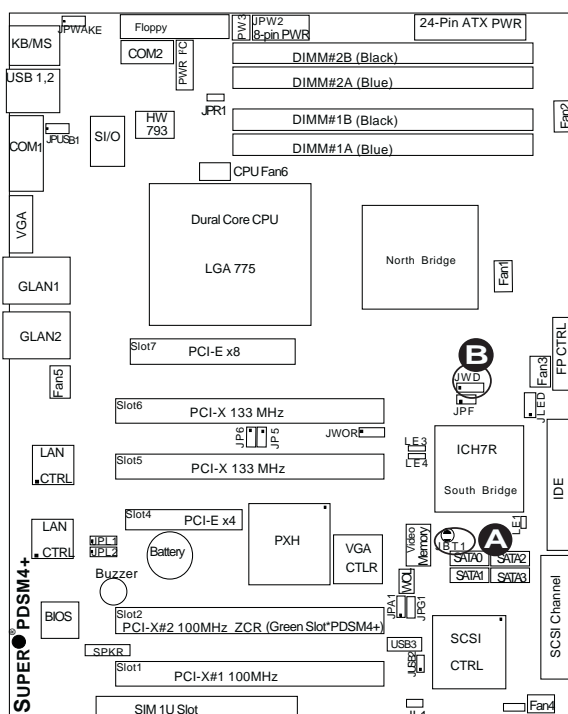 JPWAKE
Floppy
PW3
JPW2
8-pin PWR
24-Pin ATX PWR
KB/MS
COM2
PWR I²C
DIMM#2B (Black)
USB 1,2
DIMM#2A (Blue)
JPR1
Fan2
COM1
JPUSB1
SI/O
HW
793
DIMM#1B (Black)
DIMM#1A (Blue)
CPU Fan6
VGA
Dural Core CPU
LGA 775
North Bridge
Fan1
GLAN1
GLAN2
Slot7
PCI-E x8
B
JWD
JPF
Fan3
FP CTRL
Fan5
JLED
Slot6
PCI-X 133 MHz
JP6
JP5
JWOR
LE3
LE4
ICH7R
South Bridge
IDE
LAN
CTRL
Slot5
PCI-X 133 MHz
Slot4
PCI-E x4
PXH
VGA
CTLR
Video
Memory
JBT1
A
LE1
LAN
CTRL
JPL1
JPL2
Battery
SATA0
SATA2
SATA1
SATA3
Buzzer
WOL
JPA1
JPG1
SCSI Channel
BIOS
Slot2
PCI-X#2 100MHz ZCR (Green Slot*PDSM4+)
SPKR
USB3
JUSB2
SCSI
CTRL
Slot1
PCI-X#1 100MHz
SUPER® PDSM4+
SIM 1U Slot
Fan4